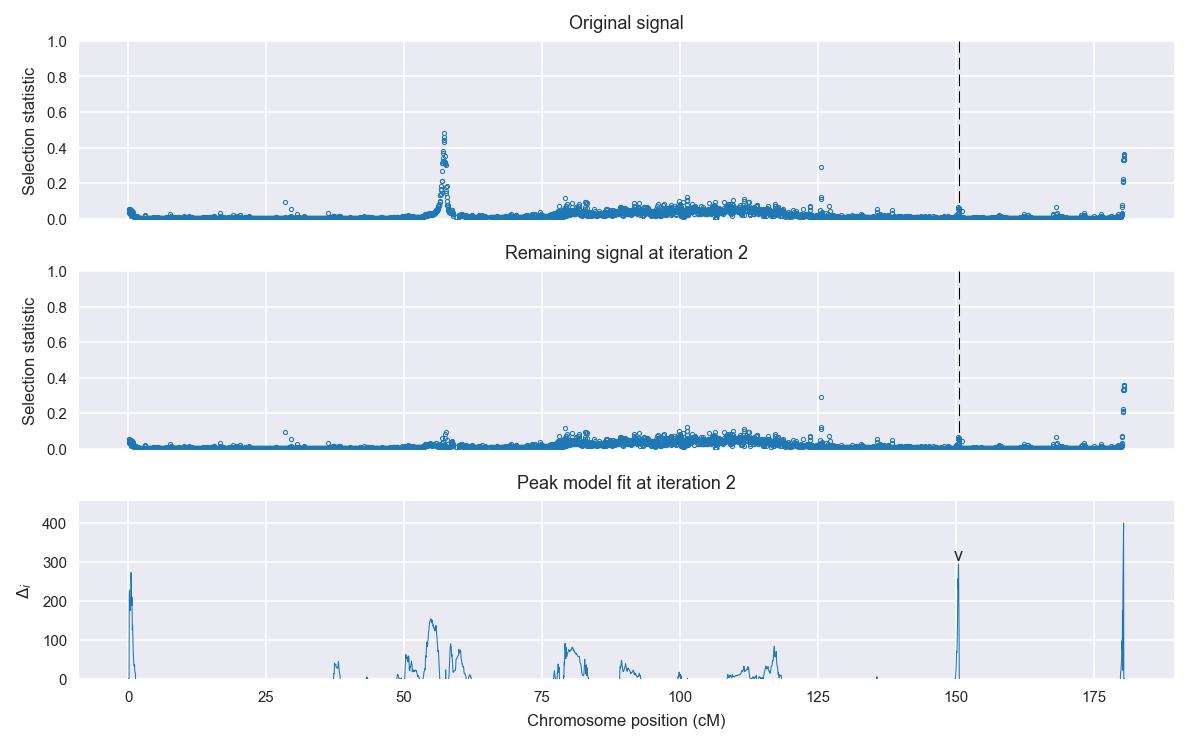 Original signal
1.0
0.8
0.6
0.4
0.2
0.0
Selection statistic
Remaining signal at iteration 2
1.0
0.8
0.6
0.4
0.2
0.0
Selection statistic
Peak model fit at iteration 2
400
300
200
100
0
Δi
v
0 25 50 75 100 125 150 175
Chromosome position (cM)